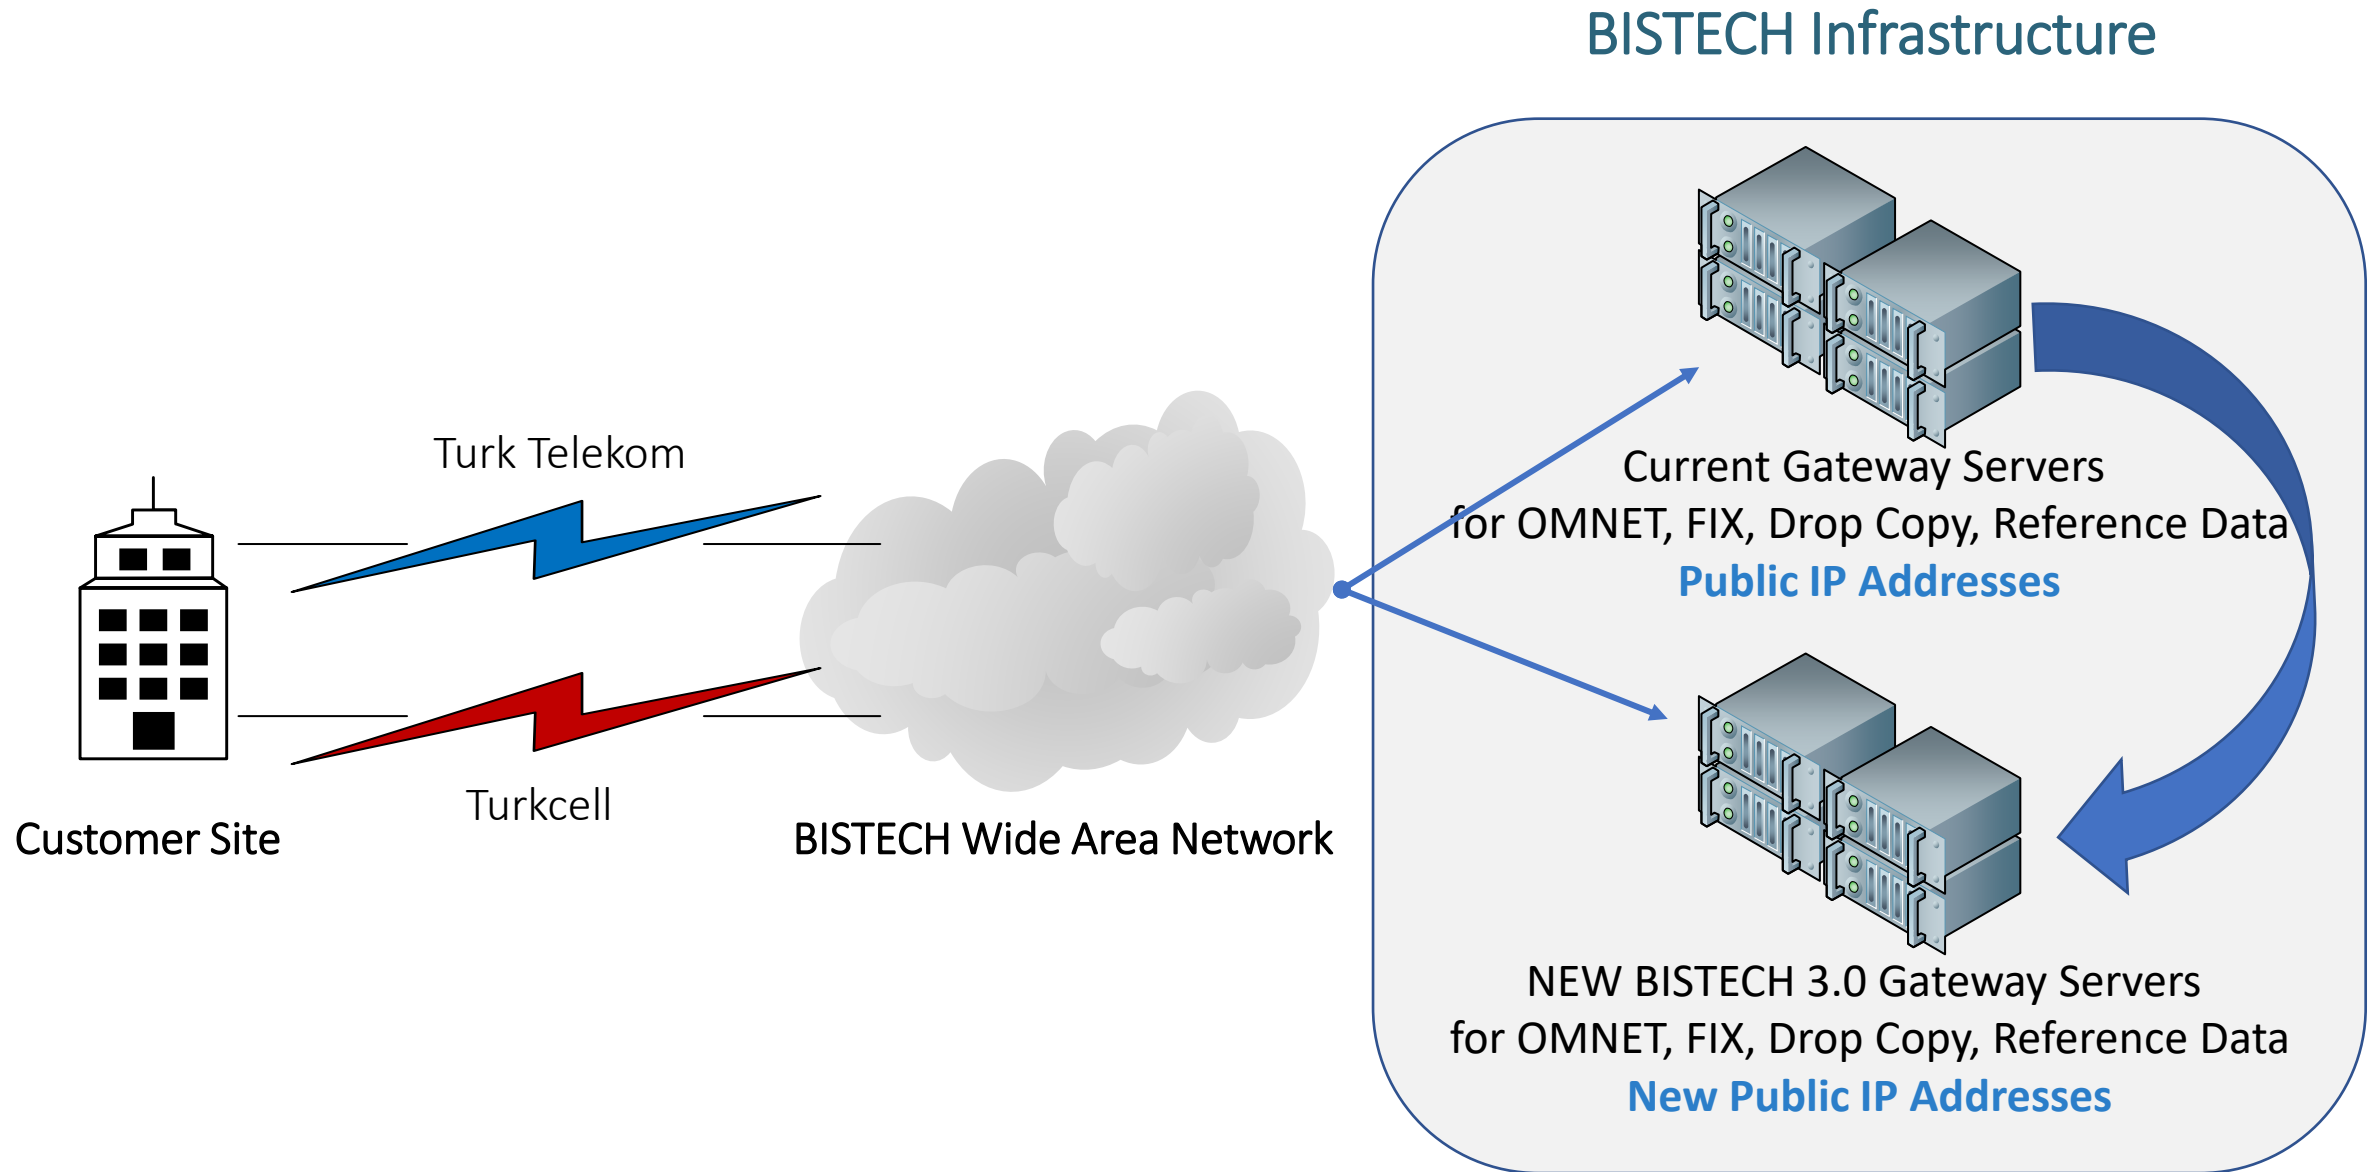 BISTECH Infrastructure
Turk Telekom
Turkcell
Customer Site
BISTECH Wide Area Network
Current Gateway Servers
for OMNET, FIX, Drop Copy, Reference Data
Public IP Addresses
NEW BISTECH 3.0 Gateway Servers
for OMNET, FIX, Drop Copy, Reference Data
New Public IP Addresses